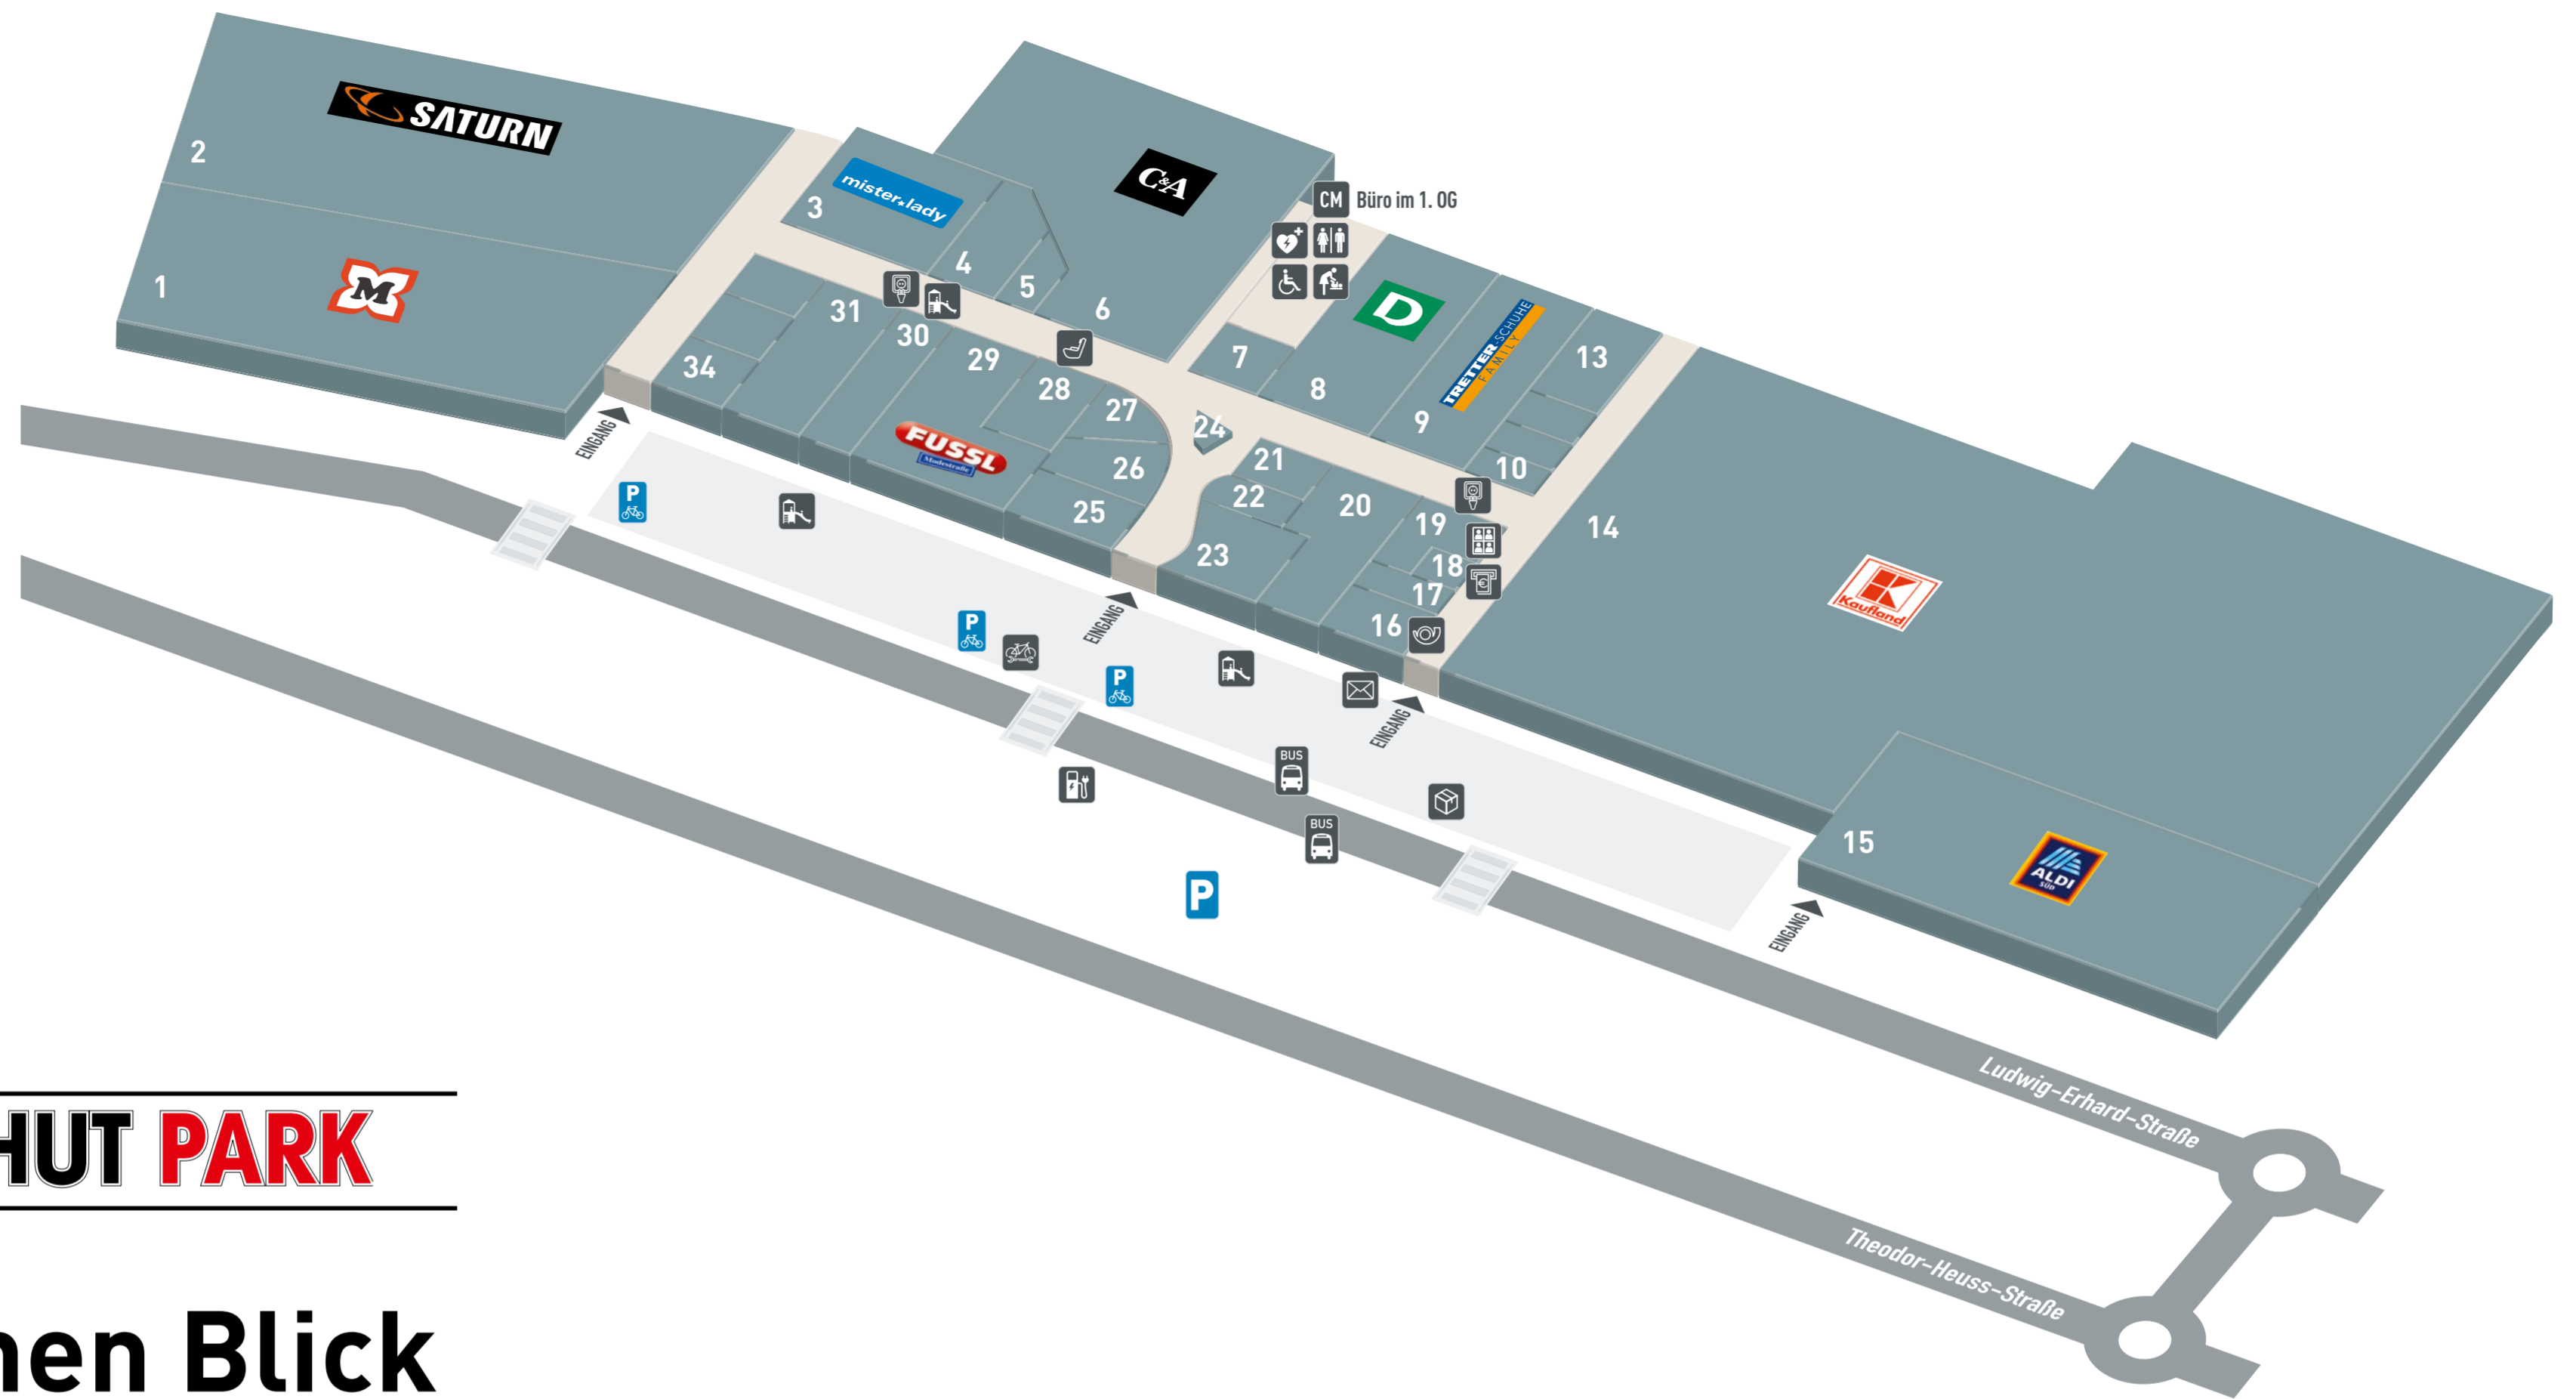 SATURN
2
M
1
mister*lady
3
4
5
C&A
6
CM Büro im 1. OG
D
TRETTER-SCHUHE
FAMILY
13
7
8
9
10
31
30
29
28
27
34
FUSSL
Modestraße
26
25
24
21
22
23
20
19
18
17
16
14
Kaufland
15
ALDI
SÜD
EINGANG
EINGANG
EINGANG
EINGANG
P
P
P
BUS
BUS
P
Ludwig-Erhard-Straße
Theodor-Heuss-Straße
HUT PARK
nen Blick